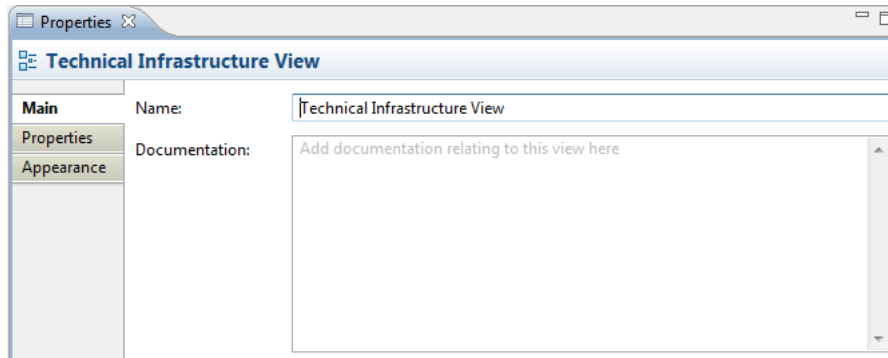 Properties
Technical Infrastructure View
Main
Name:
Technical Infrastructure View
Properties
Documentation:
Add documentation relating to this view here
Appearance